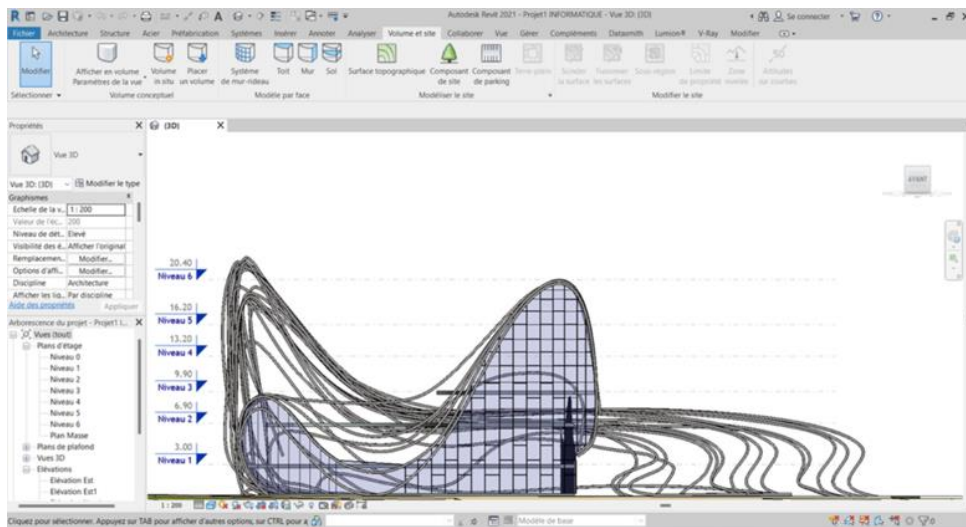 Autodesk Revit 2021 - Projet1 INFORMATIQUE - Vue 3D: {3D}
Se connecter
Fichier Architecture Structure Acier Préfabrication Systèmes Insérer Annoter Analyser Volume et site Collaborer Vue Gérer Compléments Datasmith Lumion® V-Ray Modifier
Modifier
Afficher en volume
Paramètres de la vue
Volume
in situ
Placer
un volume
Système
de mur-rideau
Toit
Mur
Sol
Surface topographique
Composant
de site
Composant
de parking
Sélectionner
Volume conceptuel
Modèle par face
Modéliser le site
Modifier le site
Propriétés
{3D}
Vue 3D
Vue 3D: {3D}
Modifier le type
Graphismes
Echelle de la v... 1 : 200
Valeur de l'éc... 200
Niveau de dét... Elevé
Visibilité des é... Afficher l'original
Remplacemen... Modifier...
Options d'affi... Modifier...
Discipline Architecture
Afficher les lig... Par discipline
Aide des propriétés
Appliquer
Arborescence du projet - Projet1 I...
Vues (tout)
Plans d'étage
Niveau 0
Niveau 1
Niveau 2
Niveau 3
Niveau 4
Niveau 5
Niveau 6
Plan Masse
Plans de plafond
Vues 3D
Elévations
Elévation Est
Elévation Est1
20.40
Niveau 6
16.20
Niveau 5
13.20
Niveau 4
9.90
Niveau 3
6.90
Niveau 2
3.00
Niveau 1
AVANT
1 : 200
Cliquez pour sélectionner. Appuyez sur TAB pour afficher d'autres options, sur CTRL pour a
Modèle de base